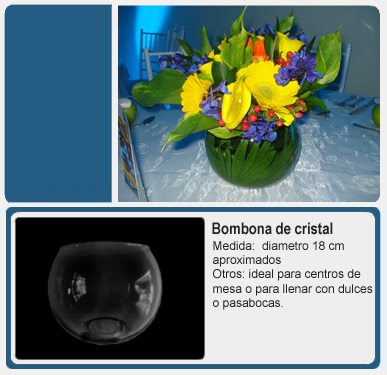 Bombona de cristal
Medida:  diametro 18 cm
aproximados
Otros: ideal para centros de
mesa o para llenar con dulces
o pasabocas.